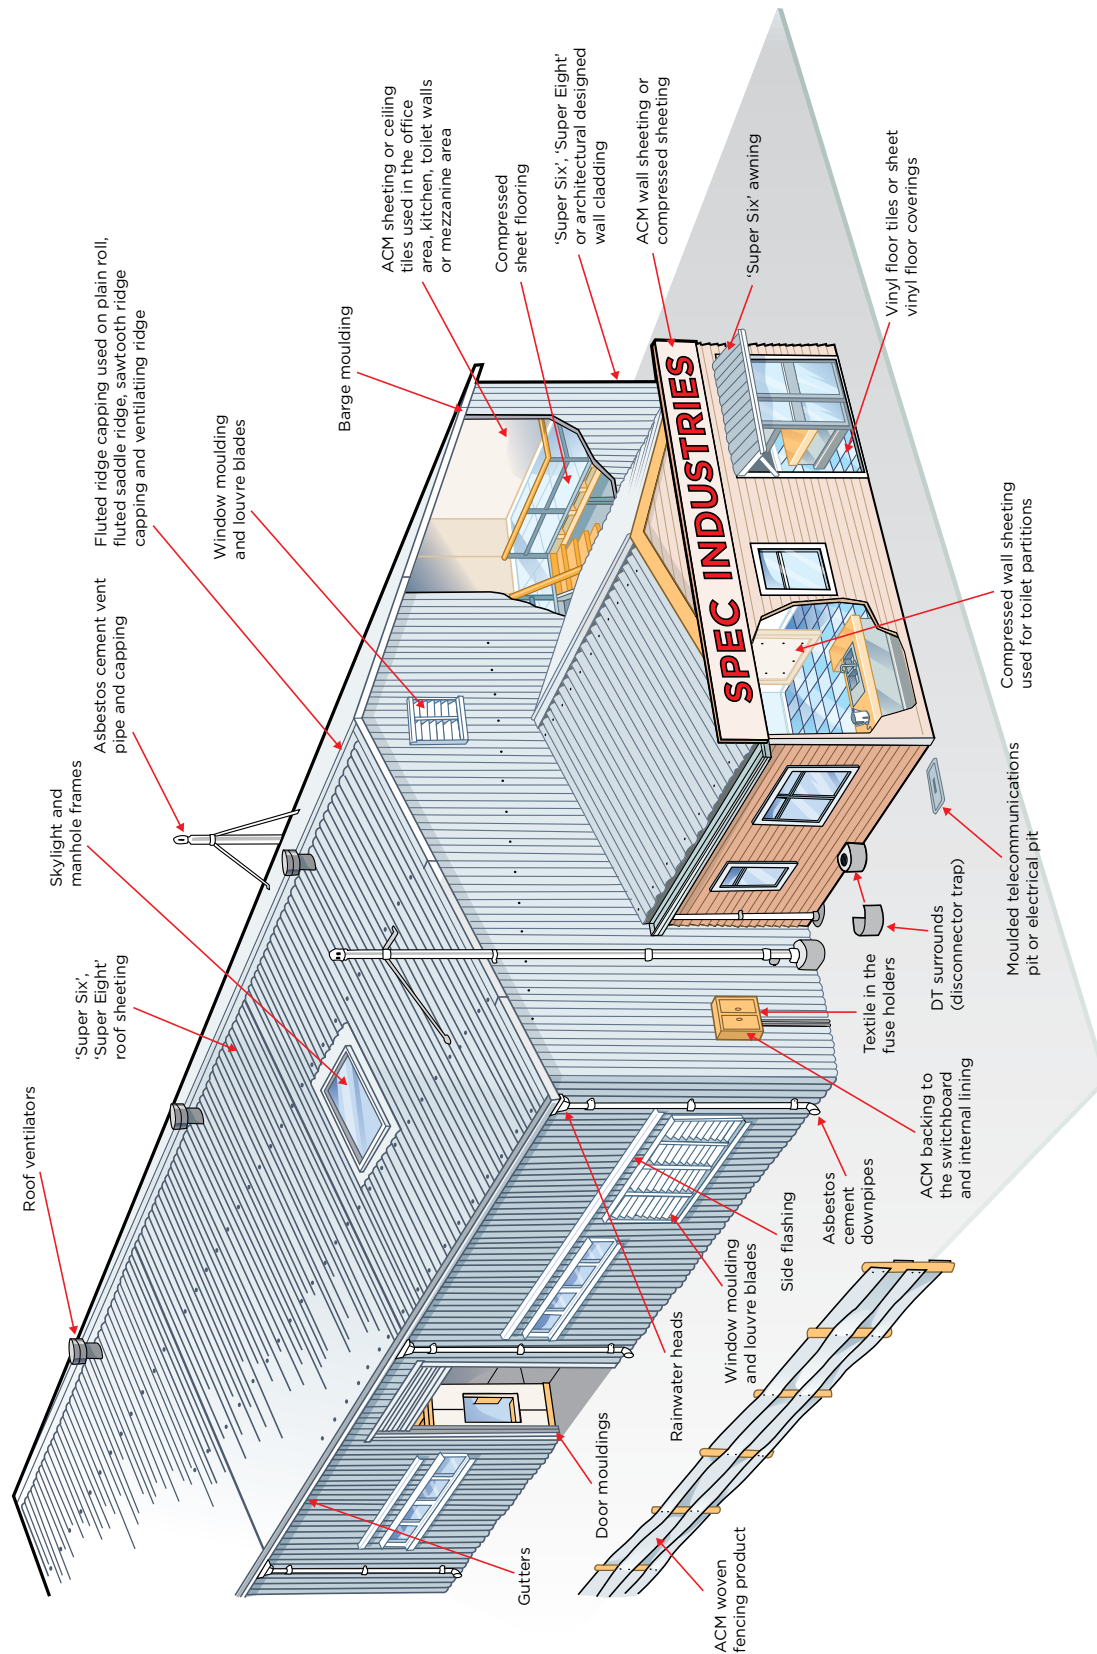 Roof ventilators
'Super Six',
'Super Eight'
roof sheeting
Skylight and
manhole frames
Asbestos cement vent
pipe and capping
Fluted ridge capping used on plain roll,
fluted saddle ridge, sawtooth ridge
capping and ventilatiing ridge
Window moulding
and louvre blades
Barge moulding
ACM sheeting or ceiling
tiles used in the office
area, kitchen, toilet walls
or mezzanine area
Compressed
sheet flooring
'Super Six', 'Super Eight'
or architectural designed
wall cladding
ACM wall sheeting or
compressed sheeting
'Super Six' awning
Vinyl floor tiles or sheet
vinyl floor coverings
SPEC INDUSTRIES
Compressed wall sheeting
used for toilet partitions
Moulded telecommunications
pit or electrical pit
DT surrounds
(disconnector trap)
Textile in the
fuse holders
ACM backing to
the switchboard
and internal lining
Asbestos
cement
downpipes
Side flashing
Window moulding
and louvre blades
Rainwater heads
Door mouldings
Gutters
ACM woven
fencing product